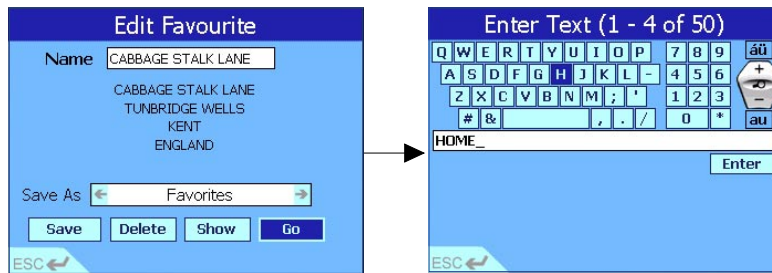 Edit Favourite
Name CABBAGE STALK LANE
CABBAGE STALK LANE
TUNBRIDGE WELLS
KENT
ENGLAND
Save As Favorites
Save Delete Show Go
ESC
Enter Text (1 - 4 of 50)
Q W E R T Y U I O P 7 8 9 áü
A S D F G H J K L - 4 5 6 +
Z X C V B N M ; ' 1 2 3 -
# & , . / 0 * au
HOME_
Enter
ESC